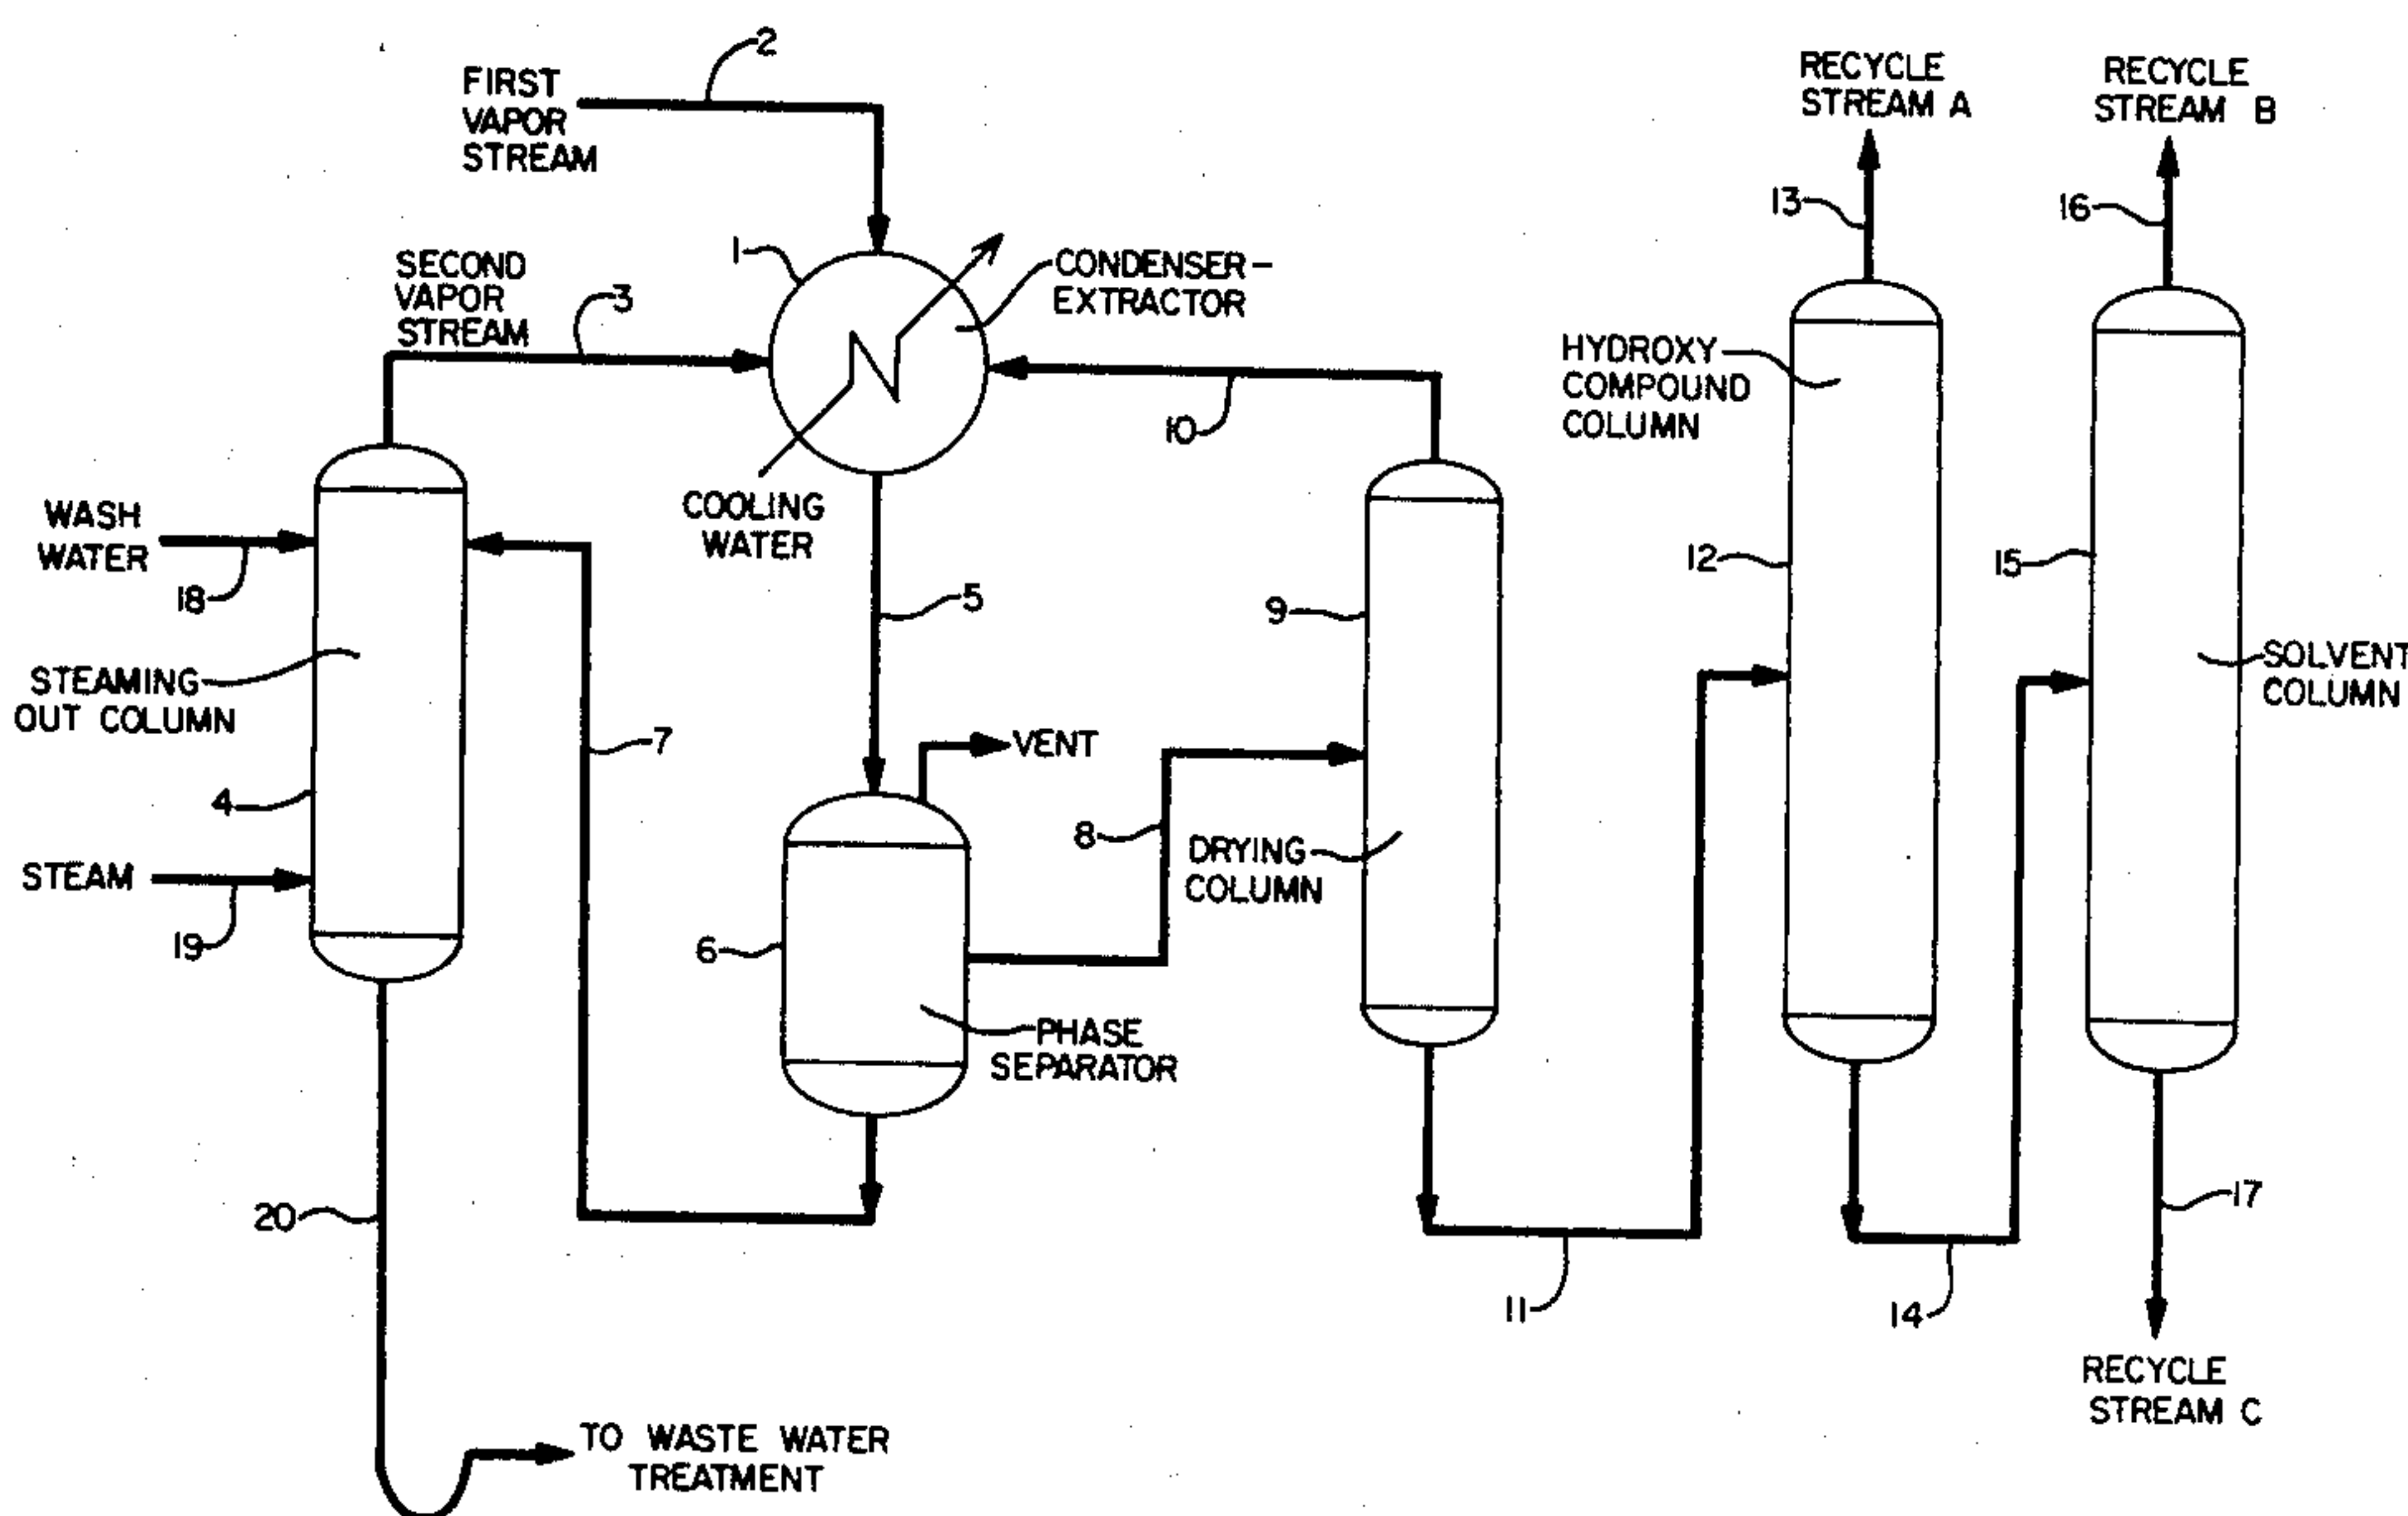 2
FIRST
VAPOR
STREAM
RECYCLE
STREAM A
RECYCLE
STREAM B
13
16
1
CONDENSER-
EXTRACTOR
SECOND
VAPOR
STREAM
3
HYDROXY
COMPOUND
COLUMN
10
COOLING
WATER
WASH
WATER
18
5
9
12
15
STEAMING
OUT COLUMN
SOLVENT
COLUMN
7
VENT
4
8
DRYING
COLUMN
STEAM
19
6
PHASE
SEPARATOR
20
11
14
17
RECYCLE
STREAM C
TO WASTE WATER
TREATMENT